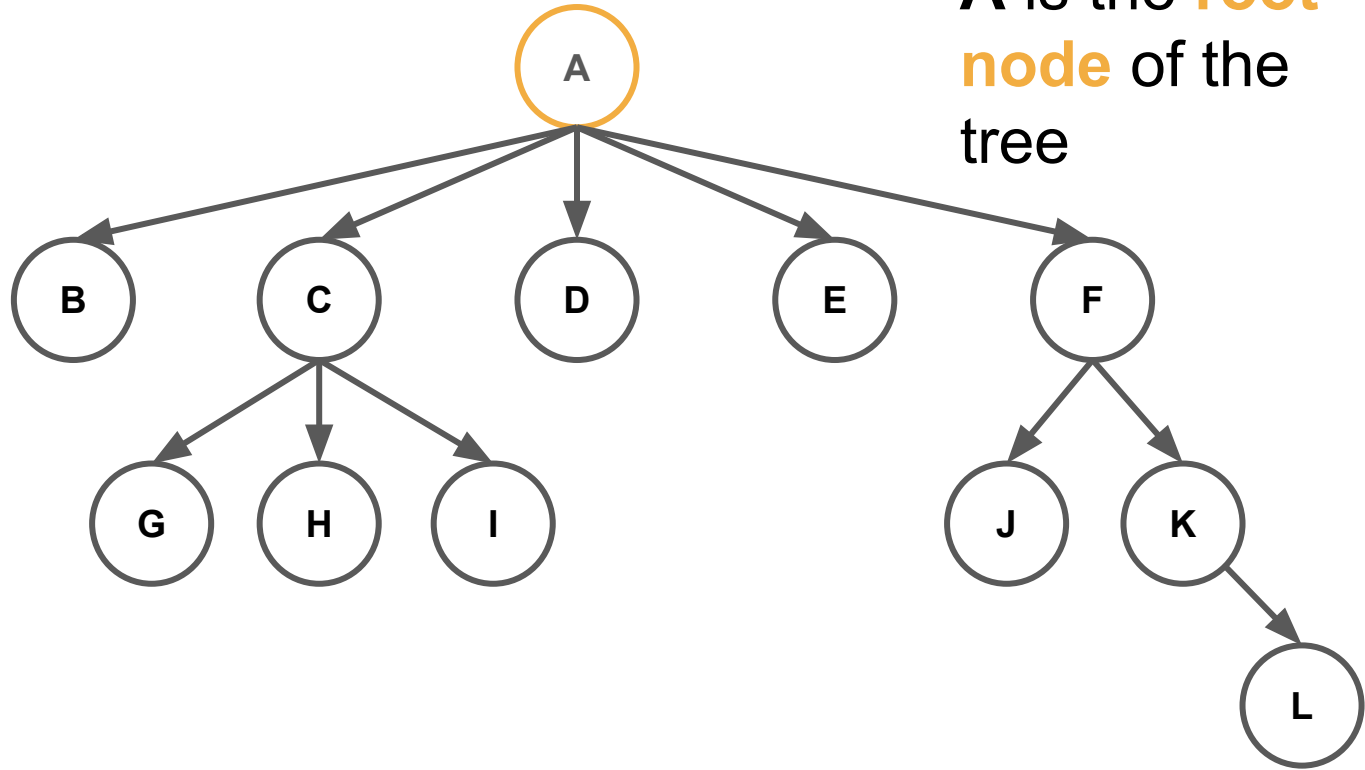 A is the root
node of the
tree
A
B C D E F
G H I J K
L